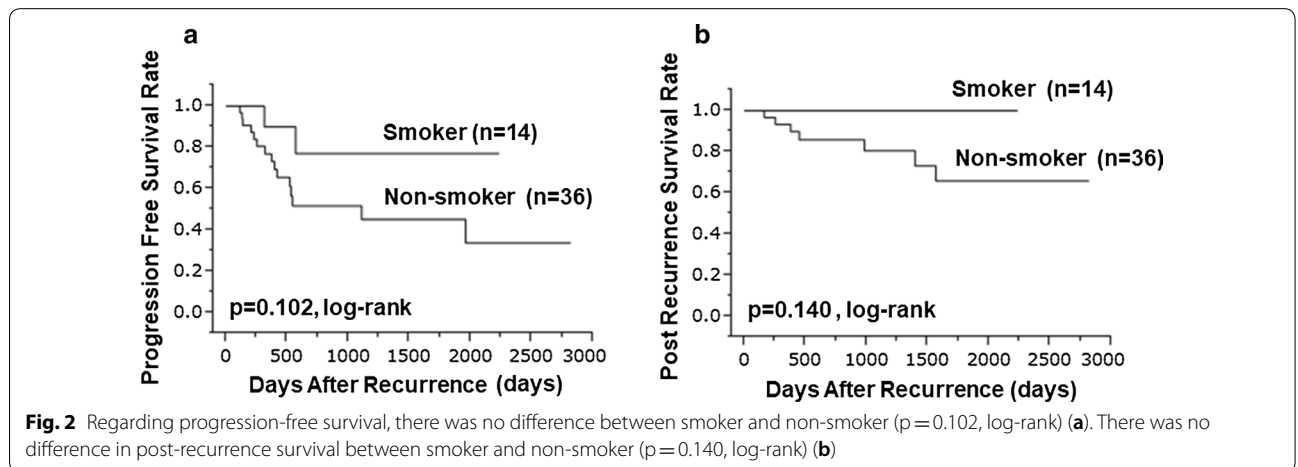 a
Progression Free Survival Rate
1.0
0.8
0.6
0.4
0.2
0.0
Smoker (n=14)
Non-smoker (n=36)
p=0.102, log-rank
0 500 1000 1500 2000 2500 3000
Days After Recurrence (days)
b
Post Recurrence Survival Rate
1.0
0.8
0.6
0.4
0.2
0.0
Smoker (n=14)
Non-smoker (n=36)
p=0.140 , log-rank
0 500 1000 1500 2000 2500 3000
Days After Recurrence (days)
Fig. 2 Regarding progression-free survival, there was no difference between smoker and non-smoker (p = 0.102, log-rank) (a). There was no
difference in post-recurrence survival between smoker and non-smoker (p = 0.140, log-rank) (b)